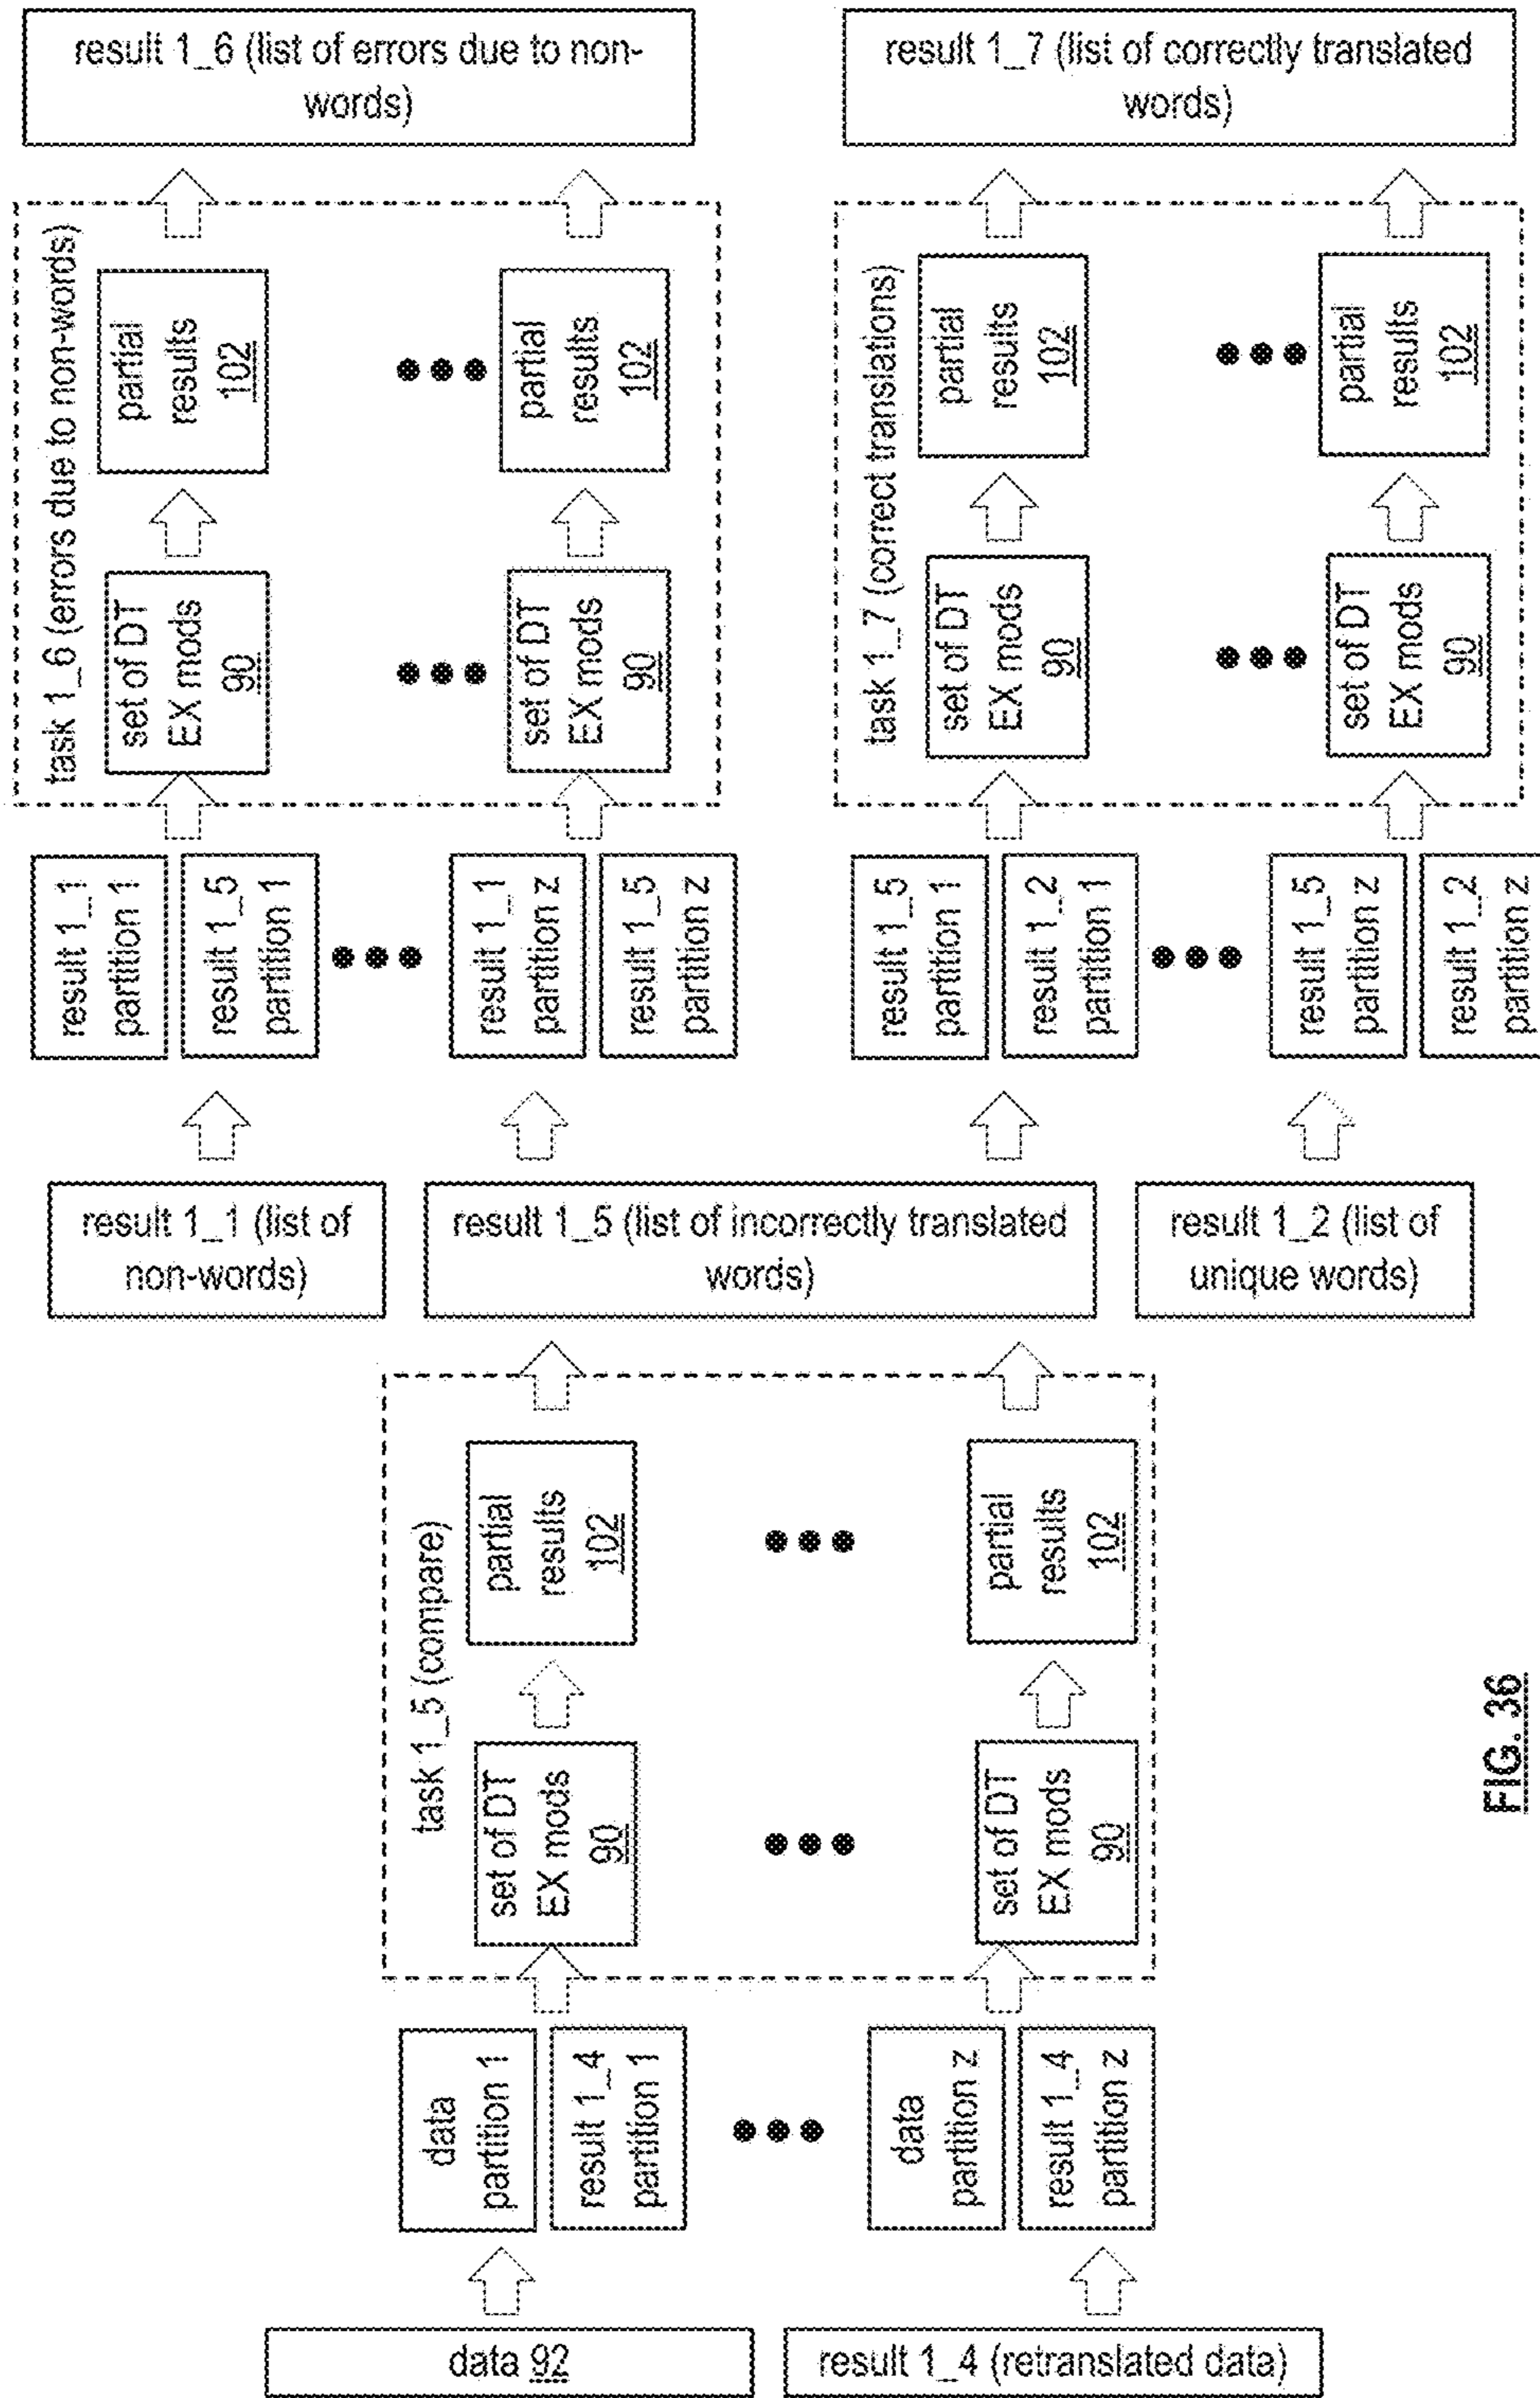 data 92
result 1_4 (retranslated data)
data
partition 1
result 1_4
partition 1
data
partition z
result 1_4
partition z
task 1_5 (compare)
set of DT
EX mods
90
partial
results
102
set of DT
EX mods
90
partial
results
102
result 1_1 (list of
non-words)
result 1_5 (list of incorrectly translated
words)
result 1_2 (list of
unique words)
result 1_1
partition 1
result 1_5
partition 1
result 1_1
partition z
result 1_5
partition z
task 1_6 (errors due to non-words)
set of DT
EX mods
90
partial
results
102
set of DT
EX mods
90
partial
results
102
result 1_6 (list of errors due to non-
words)
result 1_5
partition 1
result 1_2
partition 1
result 1_5
partition z
result 1_2
partition z
task 1_7 (correct translations)
set of DT
EX mods
90
partial
results
102
set of DT
EX mods
90
partial
results
102
result 1_7 (list of correctly translated
words)
FIG. 36